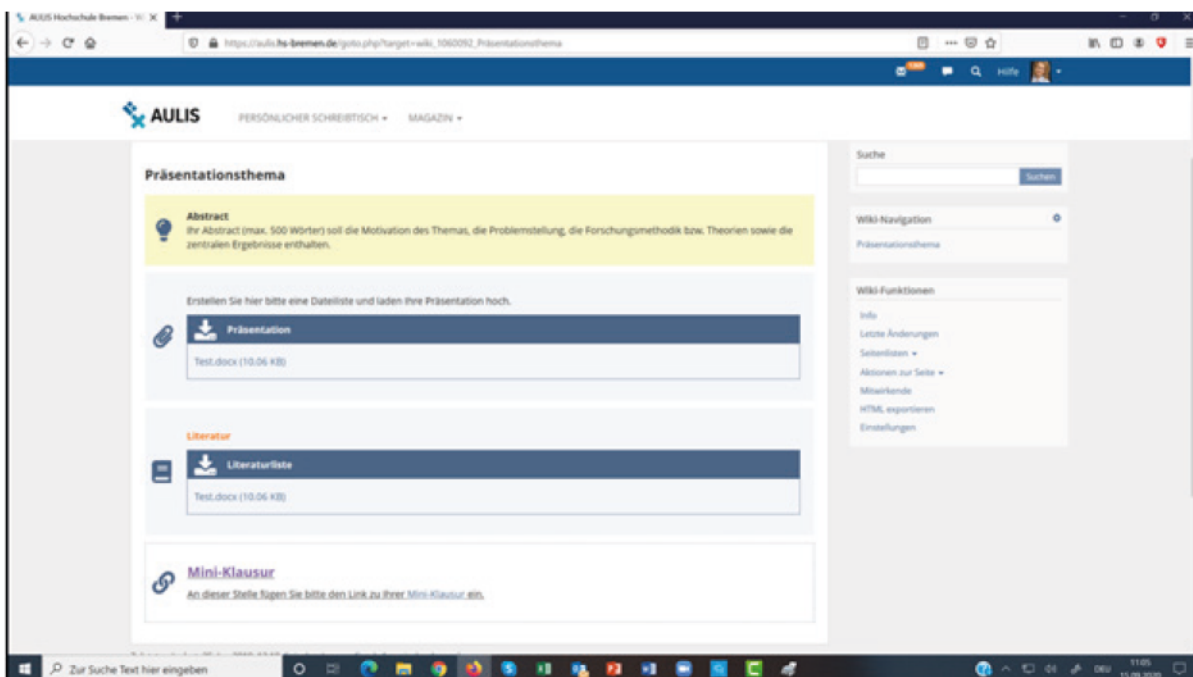 AULIS Hochschule Bremen - Wi
https://aulis.hs-bremen.de/goto.php?target=wiki_1060092_Präsentationsthema
Hilfe
AULIS
PERSÖNLICHER SCHREIBTISCH
MAGAZIN
Präsentationsthema
Abstract
Ihr Abstract (max. 500 Wörter) soll die Motivation des Themas, die Problemstellung, die Forschungsmethodik bzw. Theorien sowie die
zentralen Ergebnisse enthalten.
Erstellen Sie hier bitte eine Dateiliste und laden Ihre Präsentation hoch.
Präsentation
Test.docx (10.06 KB)
Literatur
Literaturliste
Test.docx (10.06 KB)
Mini-Klausur
An dieser Stelle fügen Sie bitte den Link zu Ihrer Mini-Klausur ein.
Suche
Suchen
Wiki-Navigation
Präsentationsthema
Wiki-Funktionen
Info
Letzte Änderungen
Seitenlisten
Aktionen zur Seite
Mitwirkende
HTML exportieren
Einstellungen
Zur Suche Text hier eingeben
DEU
11:05
15.09.2020